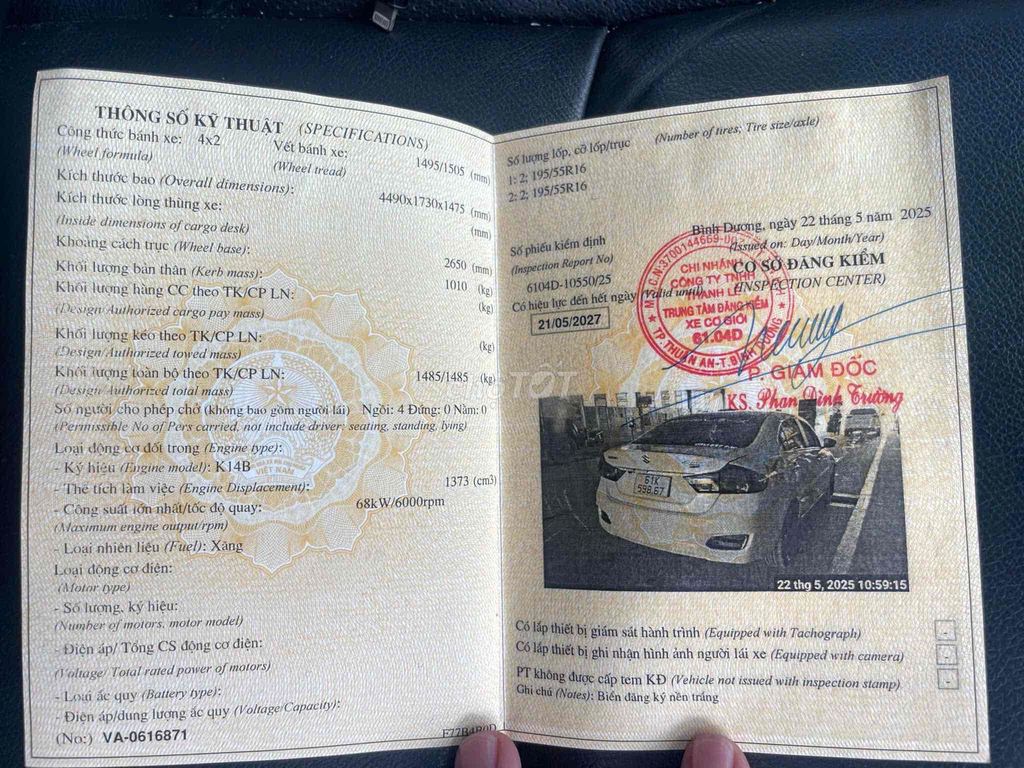 THÔNG SỐ KỸ THUẬT (SPECIFICATIONS)
Công thức bánh xe: 4x2 Vết bánh xe: 1495/1505 (mm)
(Wheel formula) (Wheel tread)
Kích thước bao (Overall dimensions): 4490x1730x1475 (mm)
Kích thước lòng thùng xe: (mm)
(Inside dimensions of cargo desk)
Khoảng cách trục (Wheel base): 2650 (mm)
Khối lượng bản thân (Kerb mass): 1010 (kg)
Khối lượng hàng CC theo TK/CP LN: (kg)
(Design/Authorized cargo pay mass)
Khối lượng kéo theo TK/CP LN: (kg)
(Design/Authorized towed mass)
Khối lượng toàn bộ theo TK/CP LN: 1485/1485 (kg)
(Design/Authorized total mass)
Số người cho phép chở (không bao gồm người lái) Ngồi: 4 Đứng: 0 Nằm: 0
(Permissible No of Pers carried, not include driver: seating, standing, lying)
Loại động cơ đốt trong (Engine type):
- Ký hiệu (Engine model): K14B
- Thể tích làm việc (Engine Displacement): 1373 (cm3)
- Công suất lớn nhất/tốc độ quay: 68kW/6000rpm
(Maximum engine output/rpm)
- Loại nhiên liệu (Fuel): Xăng
Loại động cơ điện:
(Motor type)
- Số lượng, ký hiệu:
(Number of motors, motor model)
- Điện áp/ Tổng CS động cơ điện:
(Voltage/ Total rated power of motors)
- Loại ắc quy (Battery type):
- Điện áp/dung lượng ắc quy (Voltage/Capacity):
(No:) VA-0616871
VIỆT NAM
Số lượng lốp, cỡ lốp/trục (Number of tires; Tire size/axle)
1: 2; 195/55R16
2: 2; 195/55R16
Bình Dương, ngày 22 tháng 5 năm 2025
(Issued on: Day/Month/Year)
Số phiếu kiểm định
(Inspection Report No)
6104D-10550/25
CƠ SỞ ĐĂNG KIỂM
(INSPECTION CENTER)
Có hiệu lực đến hết ngày (Valid until)
21/05/2027
CHI NHÁNH
CÔNG TY TNHH
THANH LỄ
TRUNG TÂM ĐĂNG KIỂM
XE CƠ GIỚI
61.04D
TP.THUẬN AN-T.BÌNH DƯƠNG
P. GIÁM ĐỐC
KS. Phan Đình Trường
TỐT
61K
598.67
22 thg 5, 2025 10:59:15
Có lắp thiết bị giám sát hành trình (Equipped with Tachograph)
Có lắp thiết bị ghi nhận hình ảnh người lái xe (Equipped with camera)
PT không được cấp tem KĐ (Vehicle not issued with inspection stamp)
Ghi chú (Notes): Biển đăng ký nền trắng